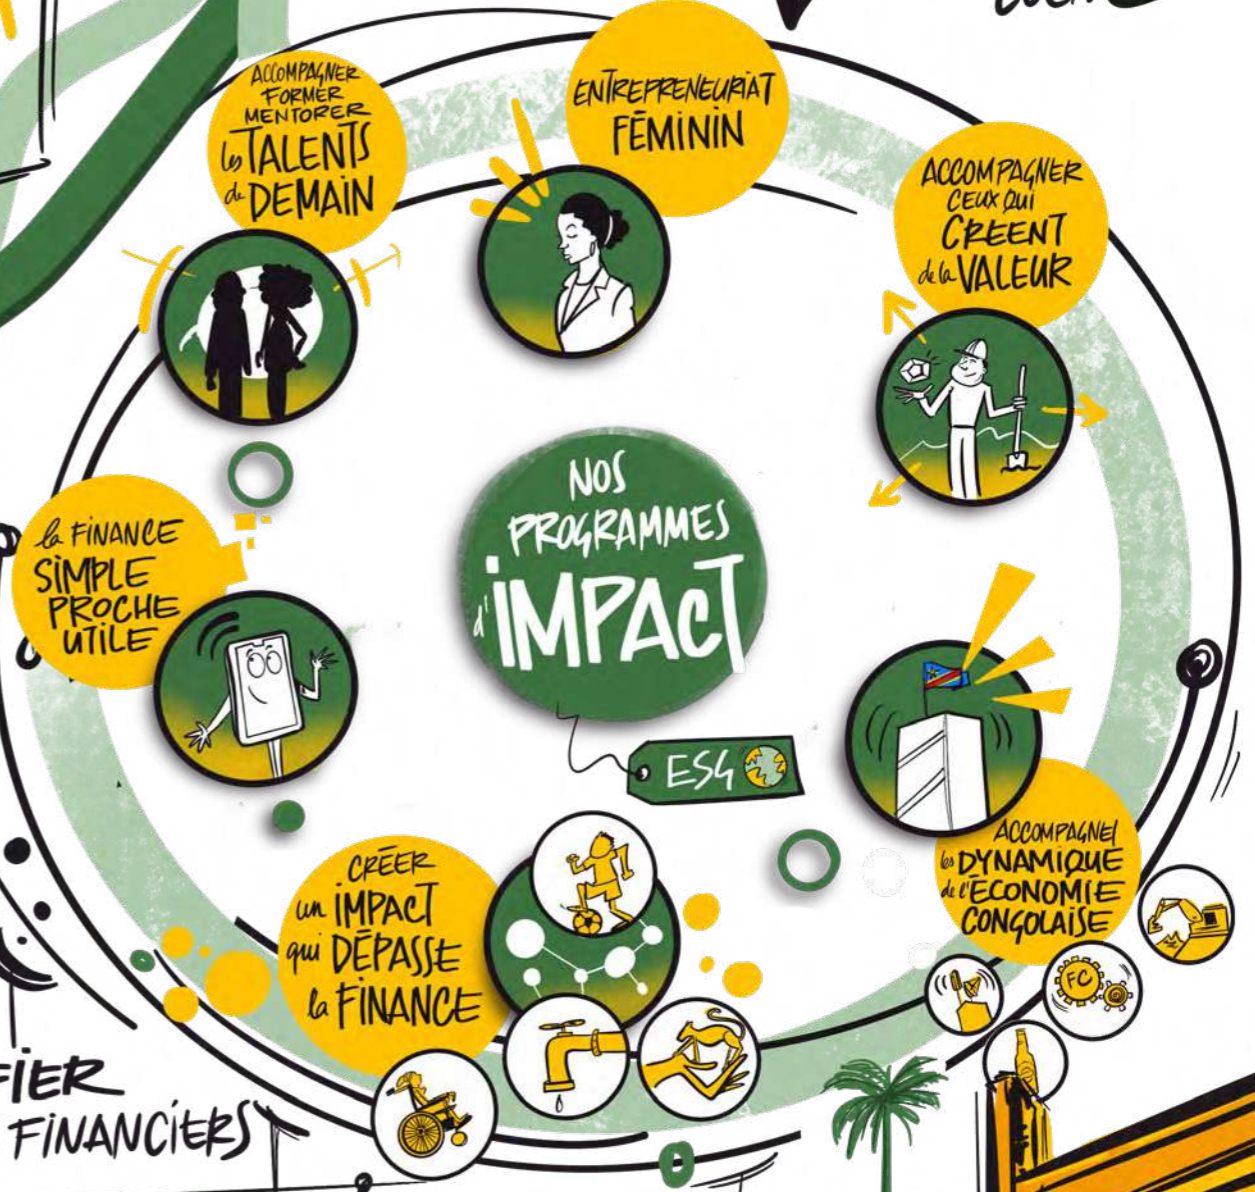 ACCOMPAGNER
FORMER
MENTORER
les TALENTS
de DEMAIN
ENTREPRENEURIAT
FÉMININ
ACCOMPAGNER
CEUX QUI
CREENT
de la VALEUR
la FINANCE
SIMPLE
PROCHE
UTILE
NOS
PROGRAMMES
d'IMPACT
ESG
CRÉER
un IMPACT
qui DÉPASSE
la FINANCE
ACCOMPAGNER
les DYNAMIQUE
de l'ÉCONOMIE
CONGOLAISE
FC
FIER
FINANCIERS